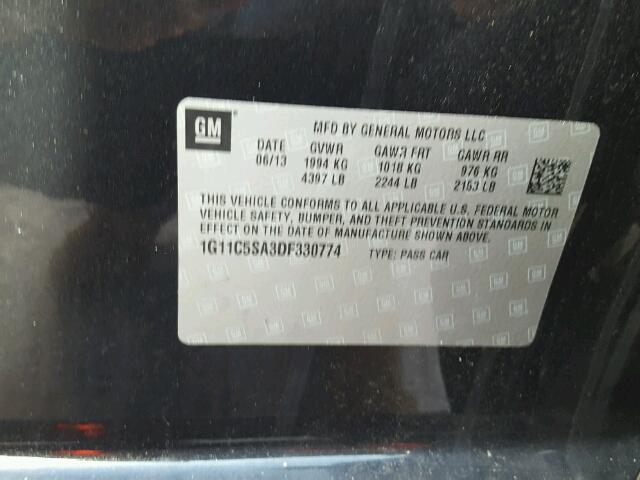 GM
MFD BY GENERAL MOTORS LLC
DATE GVWR GAWR FRT GAWR RR
06/13 1994 KG 1018 KG 976 KG
4397 LB 2244 LB 2153 LB
THIS VEHICLE CONFORMS TO ALL APPLICABLE U.S. FEDERAL MOTOR
VEHICLE SAFETY, BUMPER, AND THEFT PREVENTION STANDARDS IN
EFFECT ON THE DATE OF MANUFACTURE SHOWN ABOVE.
1G11C5SA3DF330774 TYPE: PASS CAR